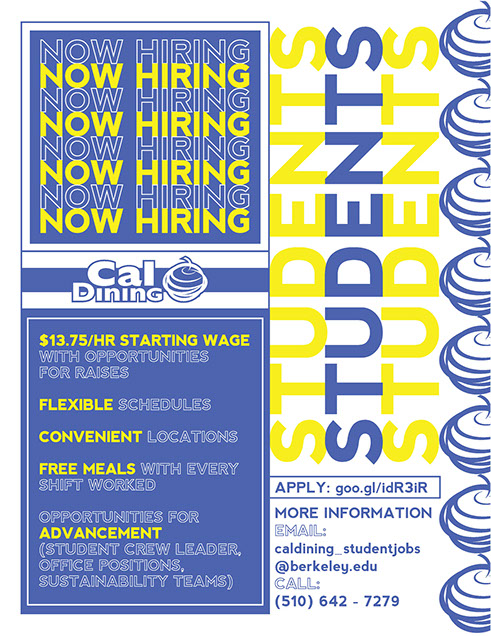 NOW HIRING
NOW HIRING
NOW HIRING
NOW HIRING
NOW HIRING
NOW HIRING
NOW HIRING
NOW HIRING
Cal
Dining
$13.75/HR STARTING WAGE
WITH OPPORTUNITIES
FOR RAISES
FLEXIBLE SCHEDULES
CONVENIENT LOCATIONS
FREE MEALS WITH EVERY
SHIFT WORKED
OPPORTUNITIES FOR
ADVANCEMENT
(STUDENT CREW LEADER,
OFFICE POSITIONS,
SUSTAINABILITY TEAMS)
STUDENTS
STUDENTS
STUDENTS
APPLY: goo.gl/idR3iR
MORE INFORMATION
EMAIL:
caldining_studentjobs
@berkeley.edu
CALL:
(510) 642 - 7279